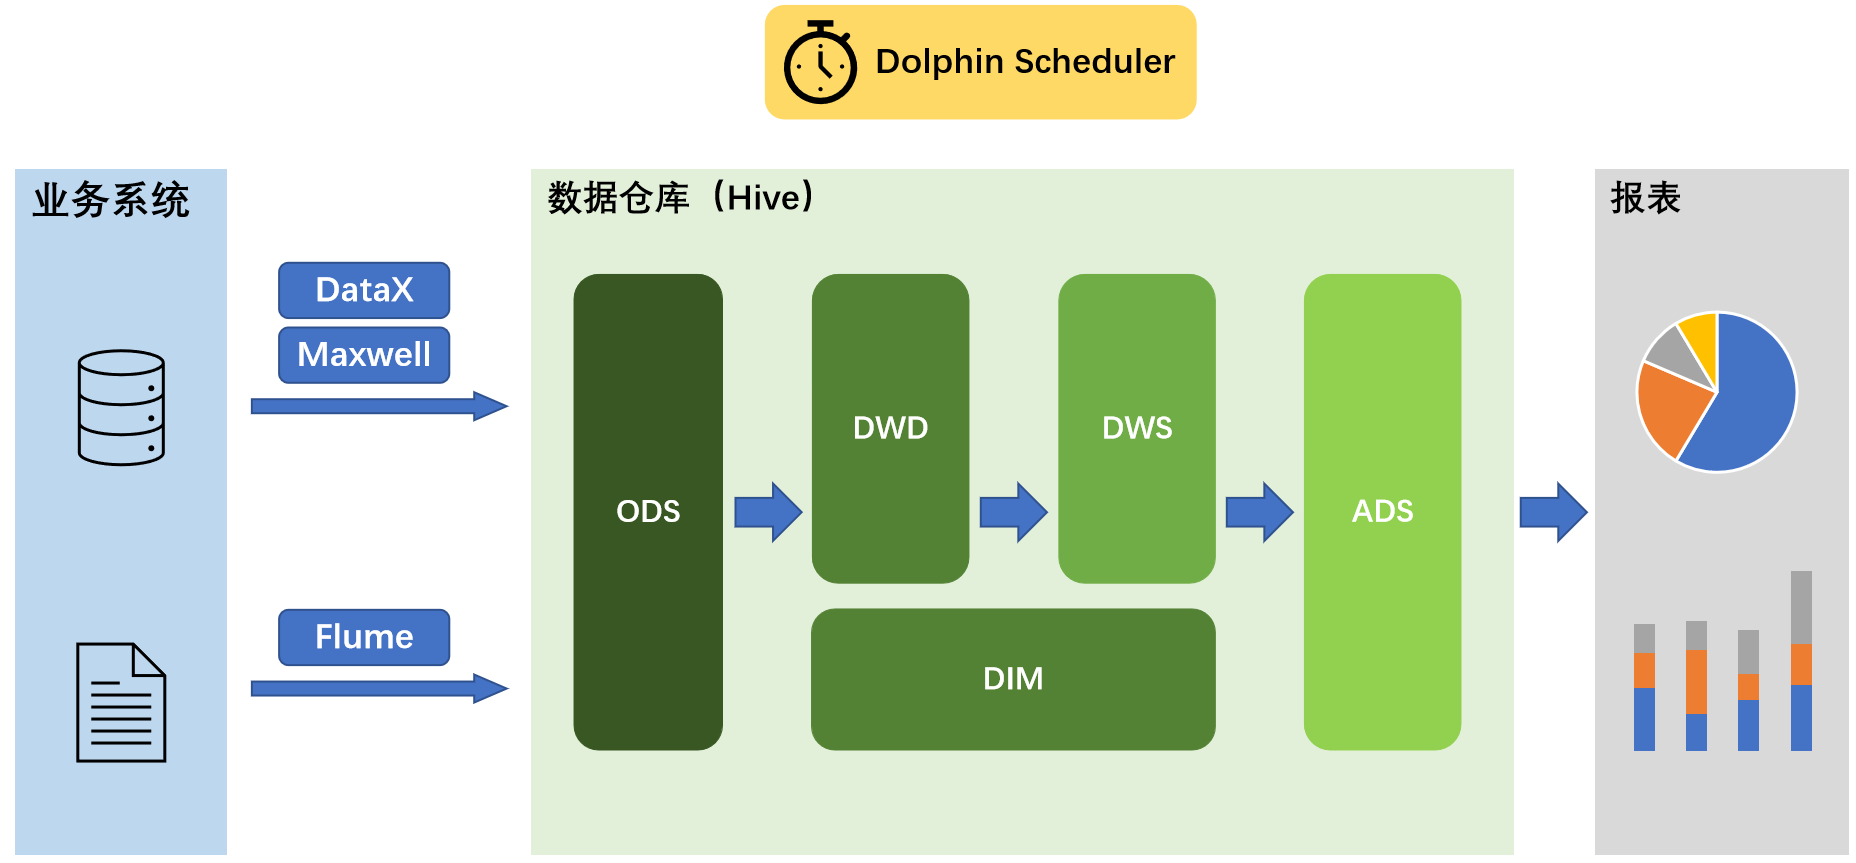 Dolphin Scheduler
业务系统
DataX
Maxwell
Flume
数据仓库（Hive）
ODS
DWD
DWS
DIM
ADS
报表